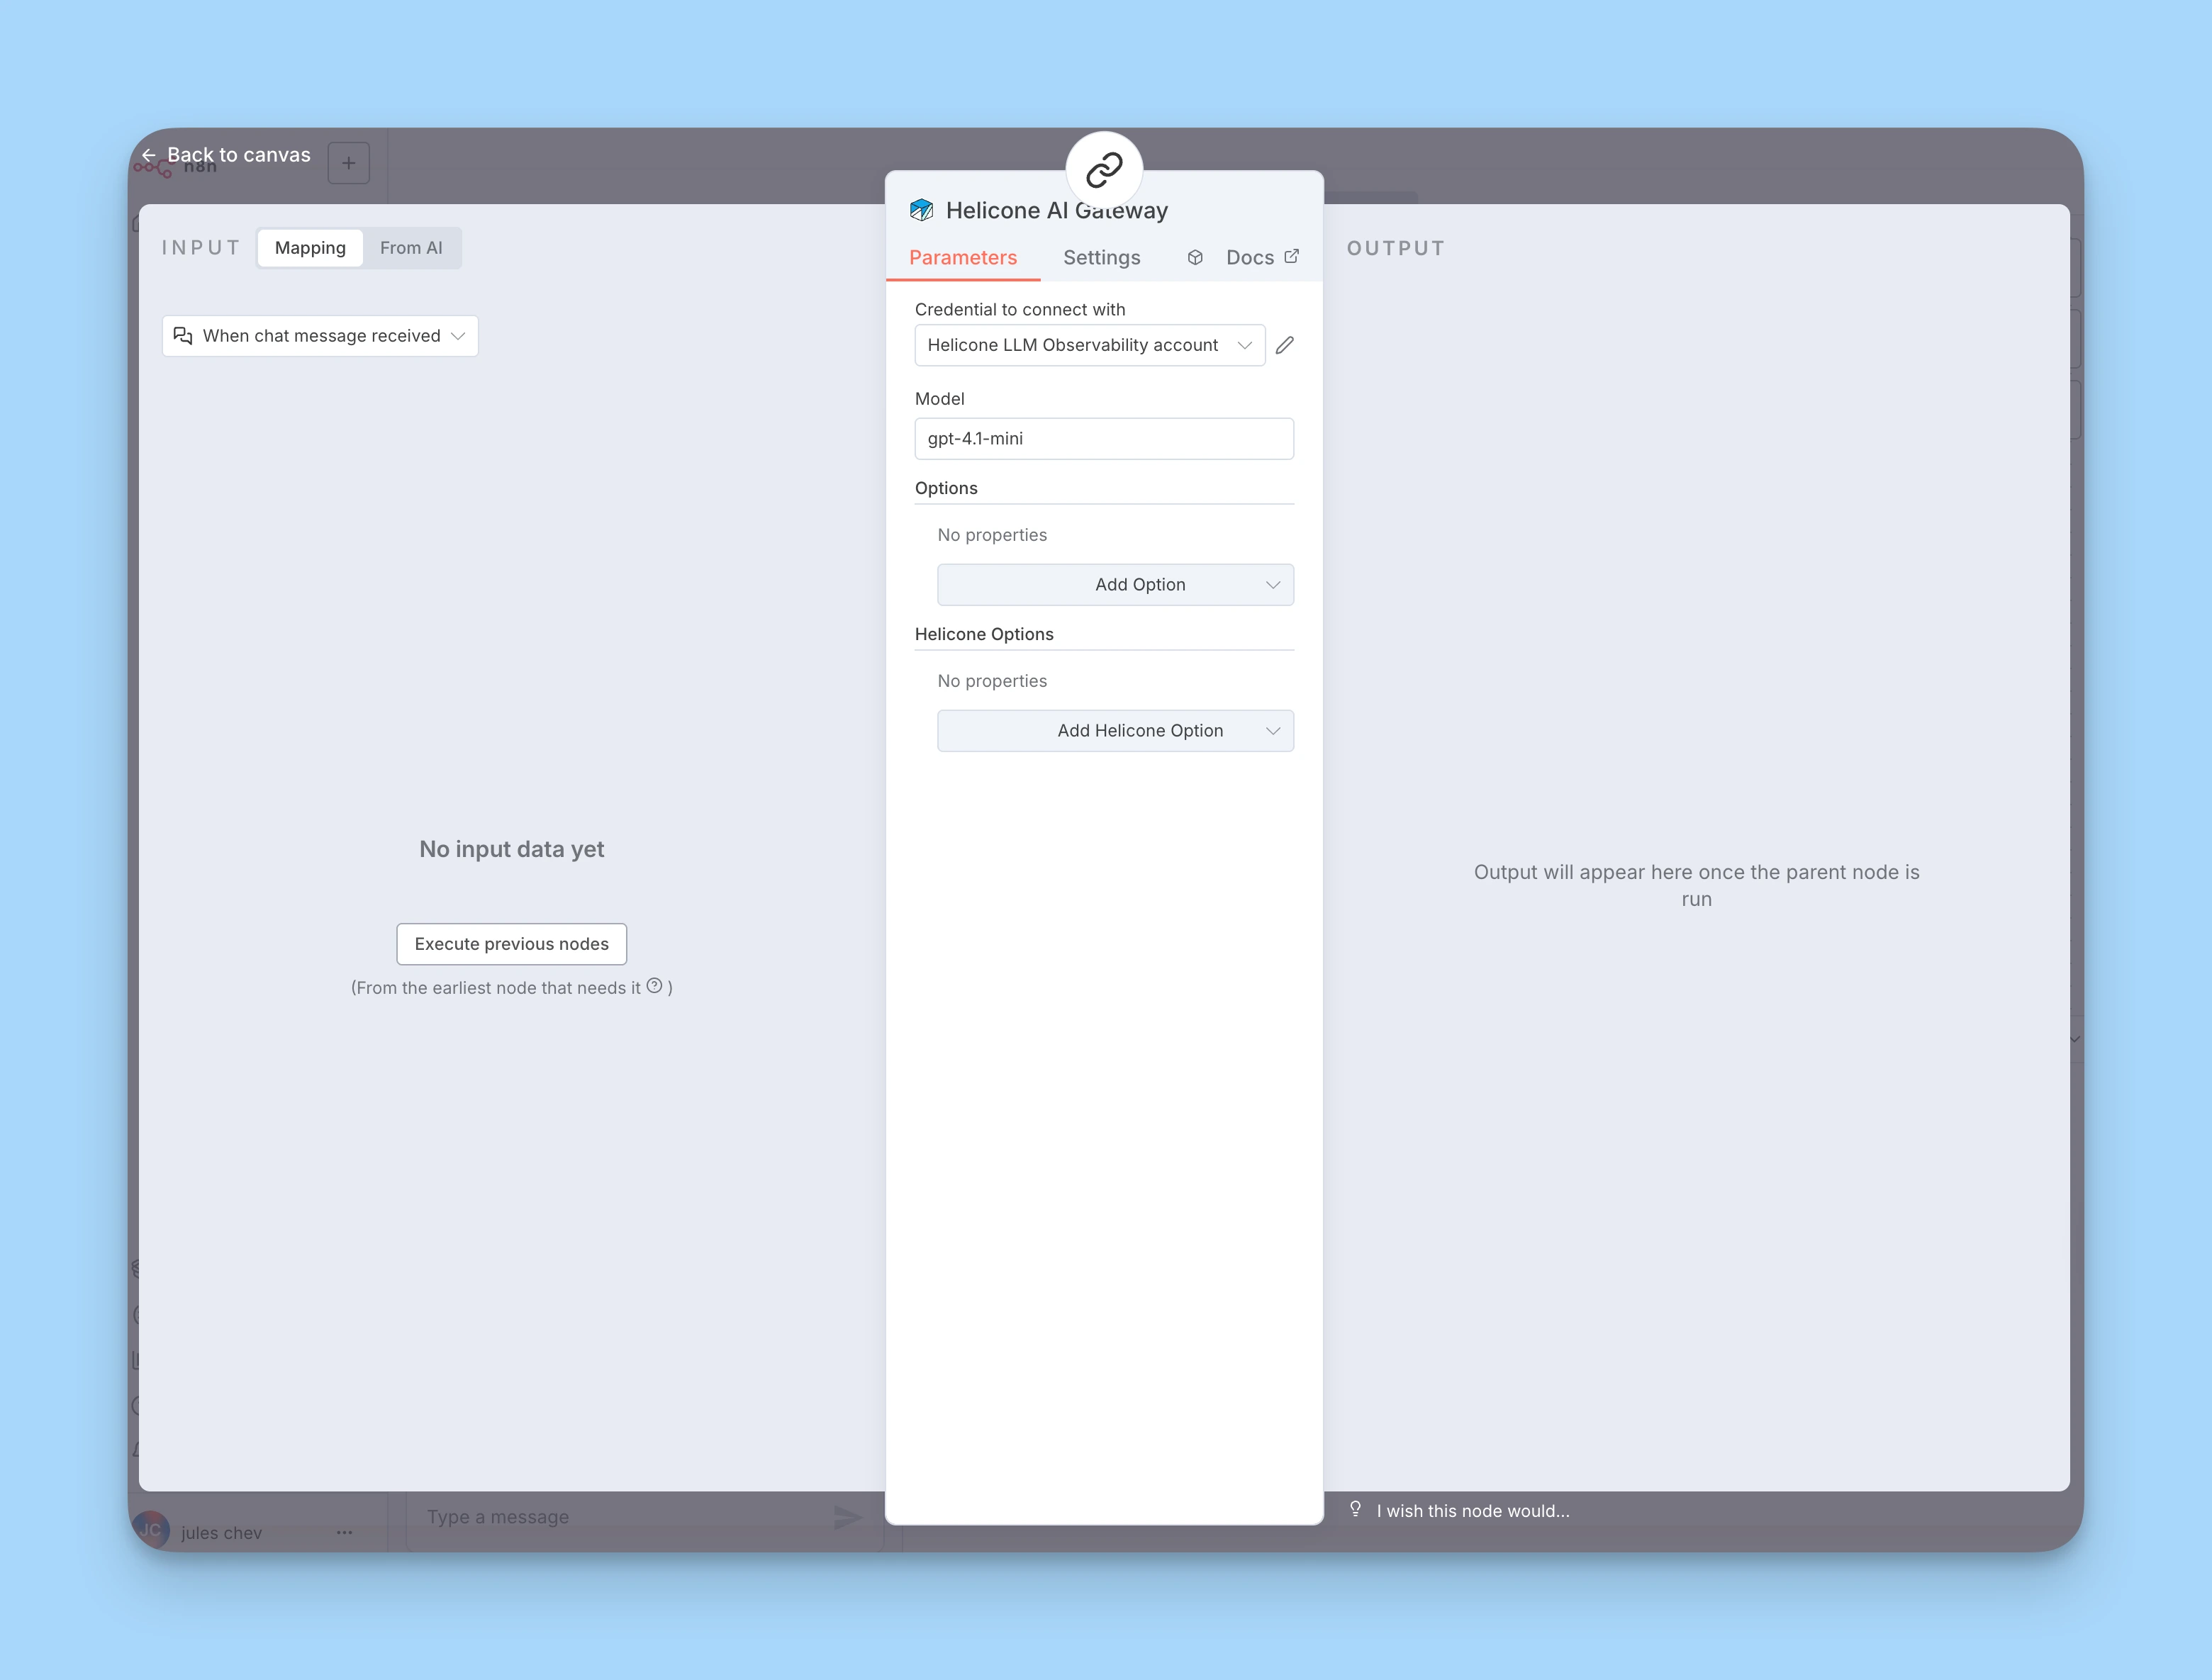 Back to canvas
n8n
INPUT
Mapping
From AI
When chat message received
No input data yet
Execute previous nodes
(From the earliest node that needs it )
Helicone AI Gateway
Parameters
Settings
Docs
Credential to connect with
Helicone LLM Observability account
Model
gpt-4.1-mini
Options
No properties
Add Option
Helicone Options
No properties
Add Helicone Option
OUTPUT
Output will appear here once the parent node is
run
JC
jules chev
Type a message
I wish this node would...